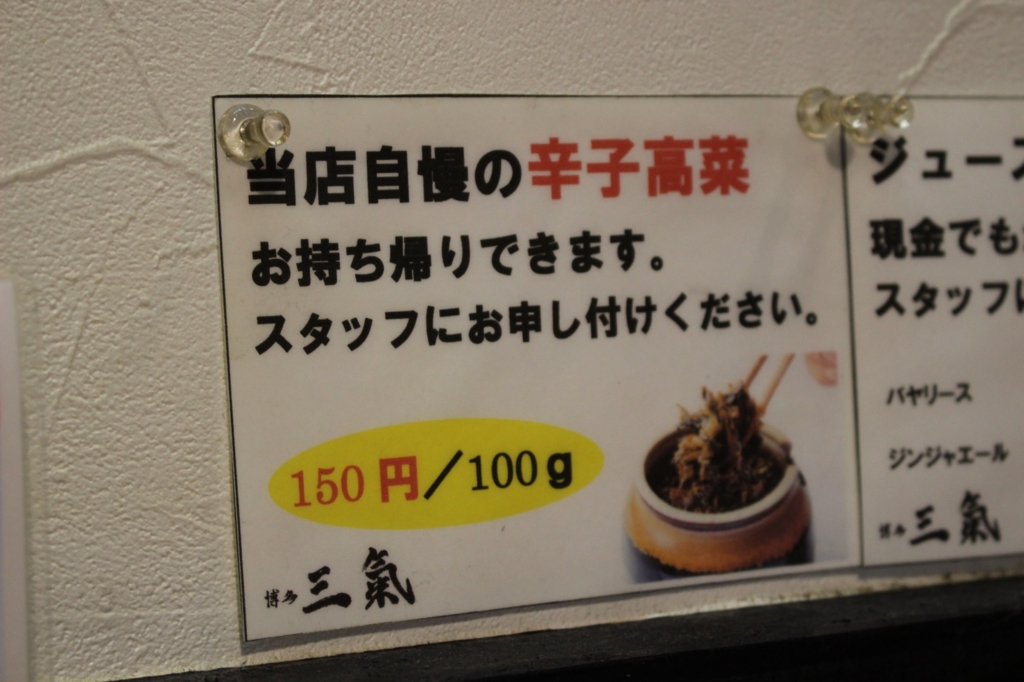 当店自慢の辛子高菜
お持ち帰りできます。
スタッフにお申し付けください。
150円/100g
博多 三氣
ジュース
現金でも
スタッフに
バヤリース
ジンジャエール
博多 三氣